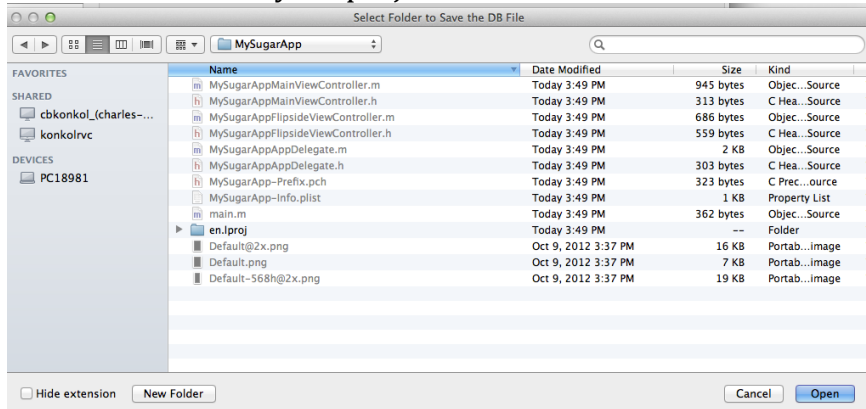 Select Folder to Save the DB File
MySugarApp
FAVORITES
SHARED
cbkonkol_(charles-...
konkolrvc
DEVICES
PC18981
Name Date Modified Size Kind
MySugarAppMainViewController.m Today 3:49 PM 945 bytes Objec...Source
MySugarAppMainViewController.h Today 3:49 PM 313 bytes C Hea...Source
MySugarAppFlipsideViewController.m Today 3:49 PM 686 bytes Objec...Source
MySugarAppFlipsideViewController.h Today 3:49 PM 559 bytes C Hea...Source
MySugarAppAppDelegate.m Today 3:49 PM 2 KB Objec...Source
MySugarAppAppDelegate.h Today 3:49 PM 303 bytes C Hea...Source
MySugarApp-Prefix.pch Today 3:49 PM 323 bytes C Prec...ource
MySugarApp-Info.plist Today 3:49 PM 1 KB Property List
main.m Today 3:49 PM 362 bytes Objec...Source
en.lproj Today 3:49 PM -- Folder
Default@2x.png Oct 9, 2012 3:37 PM 16 KB Portab...image
Default.png Oct 9, 2012 3:37 PM 7 KB Portab...image
Default-568h@2x.png Oct 9, 2012 3:37 PM 19 KB Portab...image
Hide extension New Folder Cancel Open